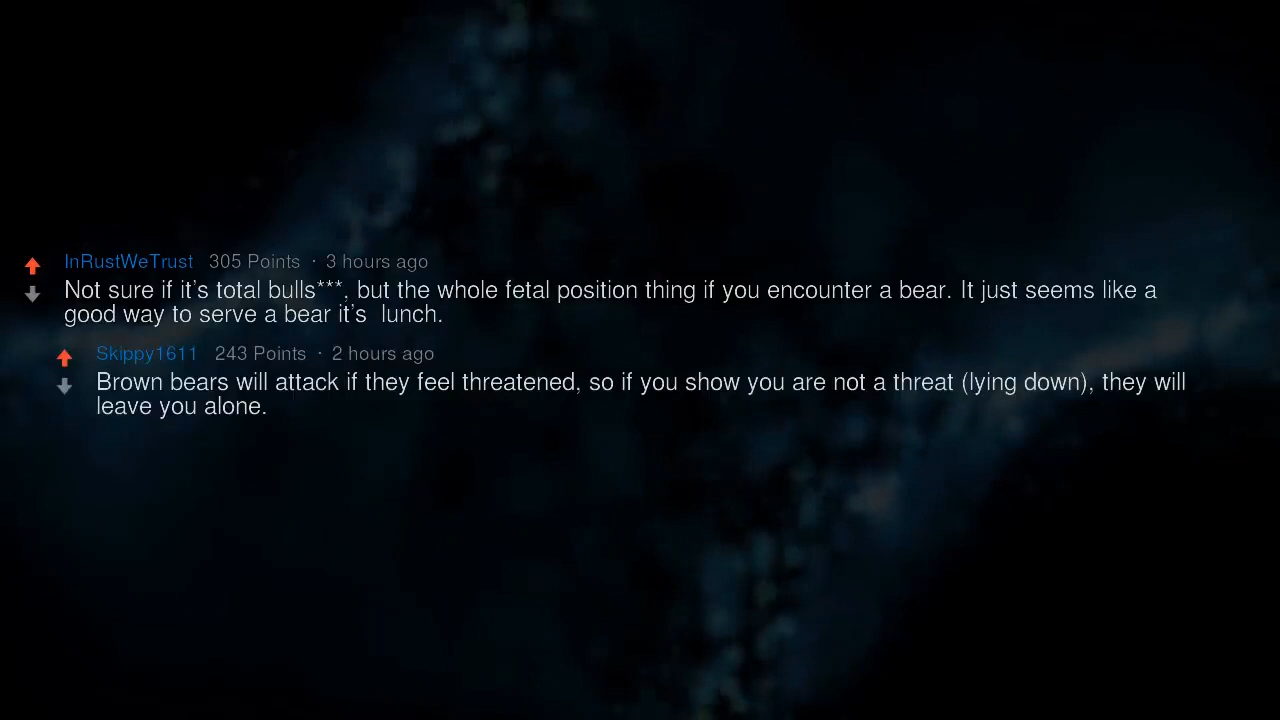 InRustWeTrust 305 Points · 3 hours ago
Not sure if it's total bulls***, but the whole fetal position thing if you encounter a bear. It just seems like a
good way to serve a bear it's  lunch.
Skippy1611 243 Points · 2 hours ago
Brown bears will attack if they feel threatened, so if you show you are not a threat (lying down), they will
leave you alone.